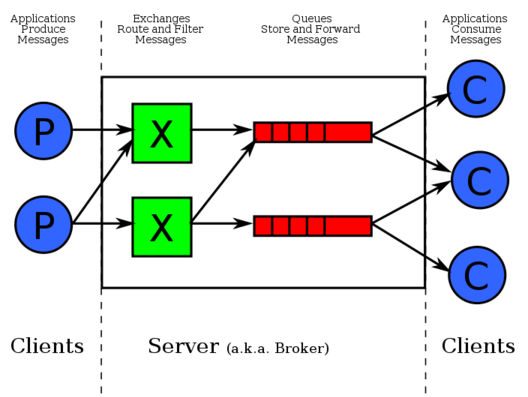 Applications
Produce
Messages
Exchanges
Route and Filter
Messages
Queues
Store and Forward
Messages
Applications
Consume
Messages
P
X
C
C
P
X
C
Clients
Server (a.k.a. Broker)
Clients